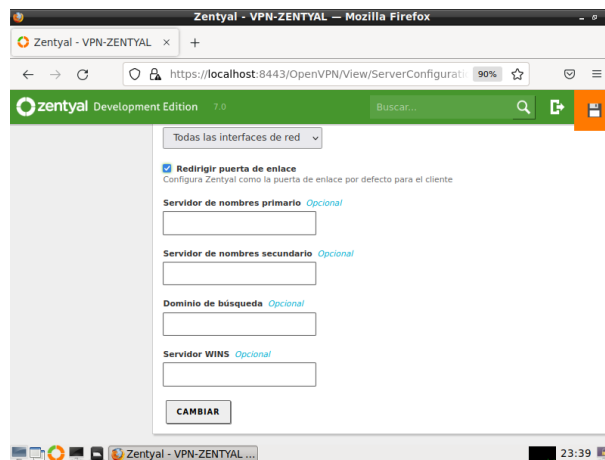 Zentyal - VPN-ZENTYAL — Mozilla Firefox
Zentyal - VPN-ZENTYAL × +
https://localhost:8443/OpenVPN/View/ServerConfigurati 90%
zentyal Development Edition 7.0 Buscar...
Todas las interfaces de red
Redirigir puerta de enlace
Configura Zentyal como la puerta de enlace por defecto para el cliente
Servidor de nombres primario Opcional
Servidor de nombres secundario Opcional
Dominio de búsqueda Opcional
Servidor WINS Opcional
CAMBIAR
Zentyal - VPN-ZENTYAL ...
23:39